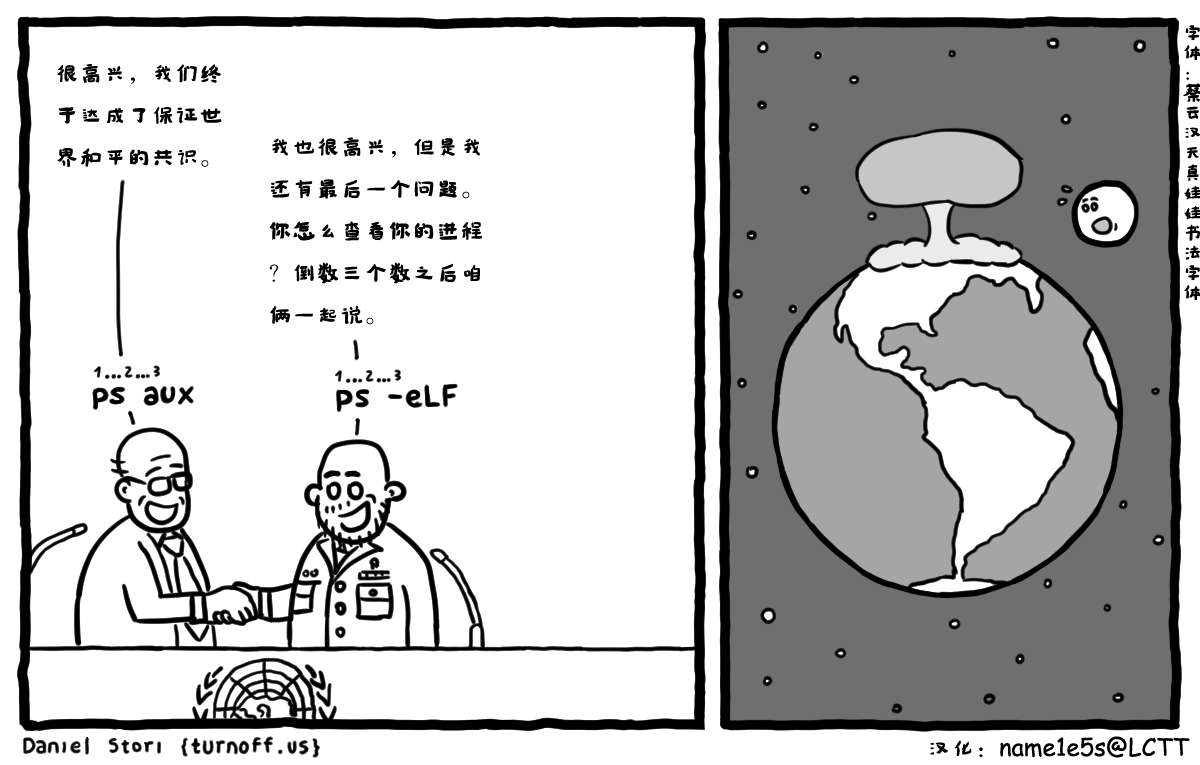 很高兴，我们终
于达成了保证世
界和平的共识。
我也很高兴，但是我
还有最后一个问题。
你怎么查看你的进程
？倒数三个数之后咱
俩一起说。
1...2...3
ps aux
1...2...3
ps -eLF
字体：蔡云汉天真娃娃书法字体
Daniel Stori {turnoff.us}
汉化：name1e5s@LCTT